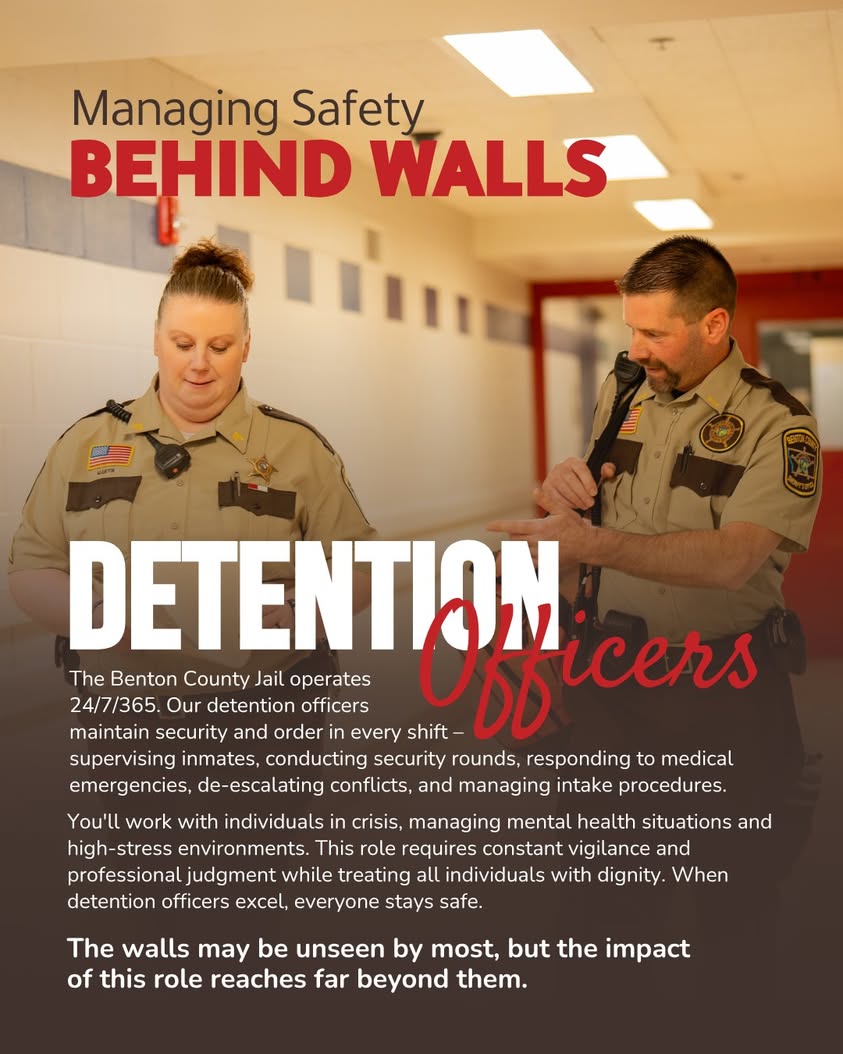 Managing Safety
BEHIND WALLS
BENTON COUNTY
DETENTION
Officers
The Benton County Jail operates
24/7/365. Our detention officers
maintain security and order in every shift –
supervising inmates, conducting security rounds, responding to medical
emergencies, de-escalating conflicts, and managing intake procedures.
You'll work with individuals in crisis, managing mental health situations and
high-stress environments. This role requires constant vigilance and
professional judgment while treating all individuals with dignity. When
detention officers excel, everyone stays safe.
The walls may be unseen by most, but the impact
of this role reaches far beyond them.